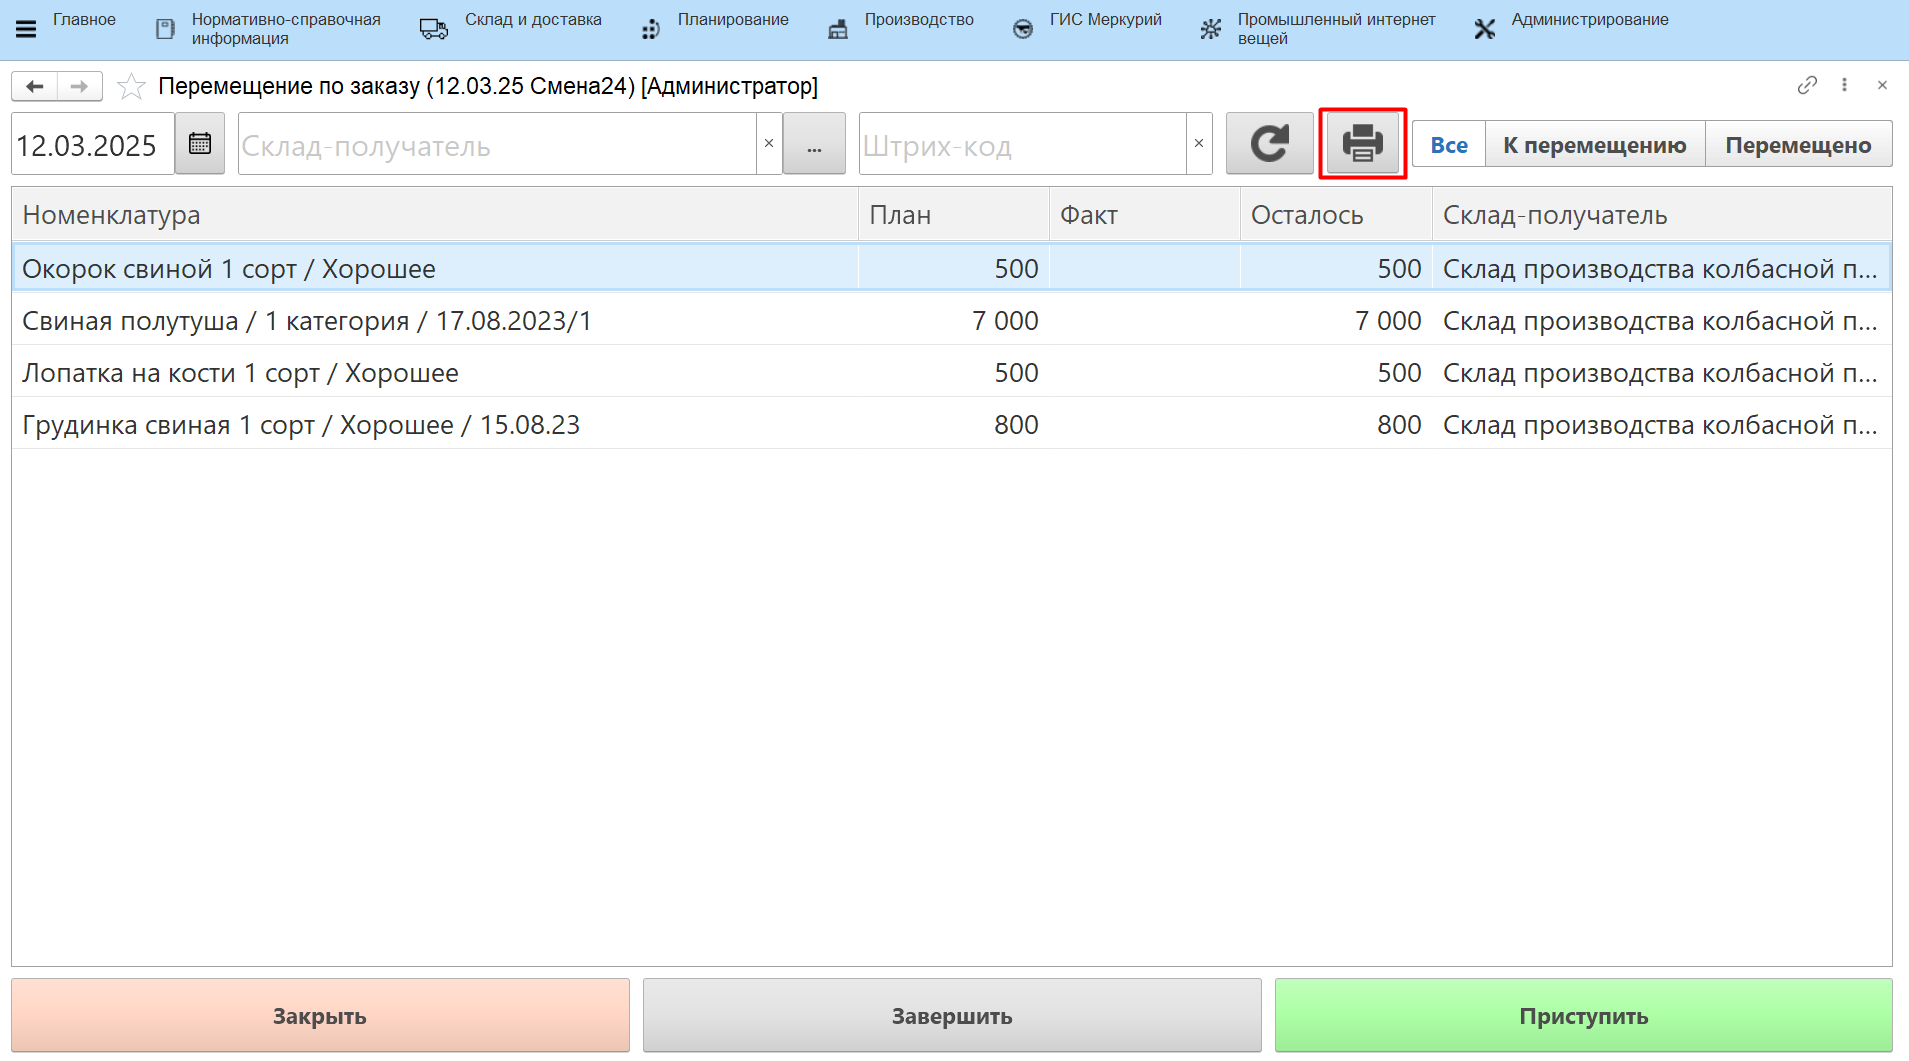 Главное
Нормативно-справочная
информация
Склад и доставка
Планирование
Производство
ГИС Меркурий
Промышленный интернет
вещей
Администрирование
Перемещение по заказу (12.03.25 Смена24) [Администратор]
12.03.2025 Склад-получатель × ... Штрих-код × Все К перемещению Перемещено
Номенклатура План Факт Осталось Склад-получатель
Окорок свиной 1 сорт / Хорошее 500 500 Склад производства колбасной п...
Свиная полутуша / 1 категория / 17.08.2023/1 7 000 7 000 Склад производства колбасной п...
Лопатка на кости 1 сорт / Хорошее 500 500 Склад производства колбасной п...
Грудинка свиная 1 сорт / Хорошее / 15.08.23 800 800 Склад производства колбасной п...
Закрыть Завершить Приступить